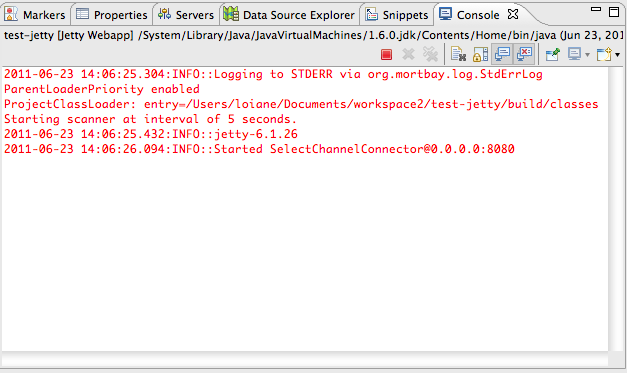 Markers Properties Servers Data Source Explorer Snippets Console
test-jetty [Jetty Webapp] /System/Library/Java/JavaVirtualMachines/1.6.0.jdk/Contents/Home/bin/java (Jun 23, 201
2011-06-23 14:06:25.304:INFO::Logging to STDERR via org.mortbay.log.StdErrLog
ParentLoaderPriority enabled
ProjectClassLoader: entry=/Users/loiane/Documents/workspace2/test-jetty/build/classes
Starting scanner at interval of 5 seconds.
2011-06-23 14:06:25.432:INFO::jetty-6.1.26
2011-06-23 14:06:26.094:INFO::Started SelectChannelConnector@0.0.0.0:8080